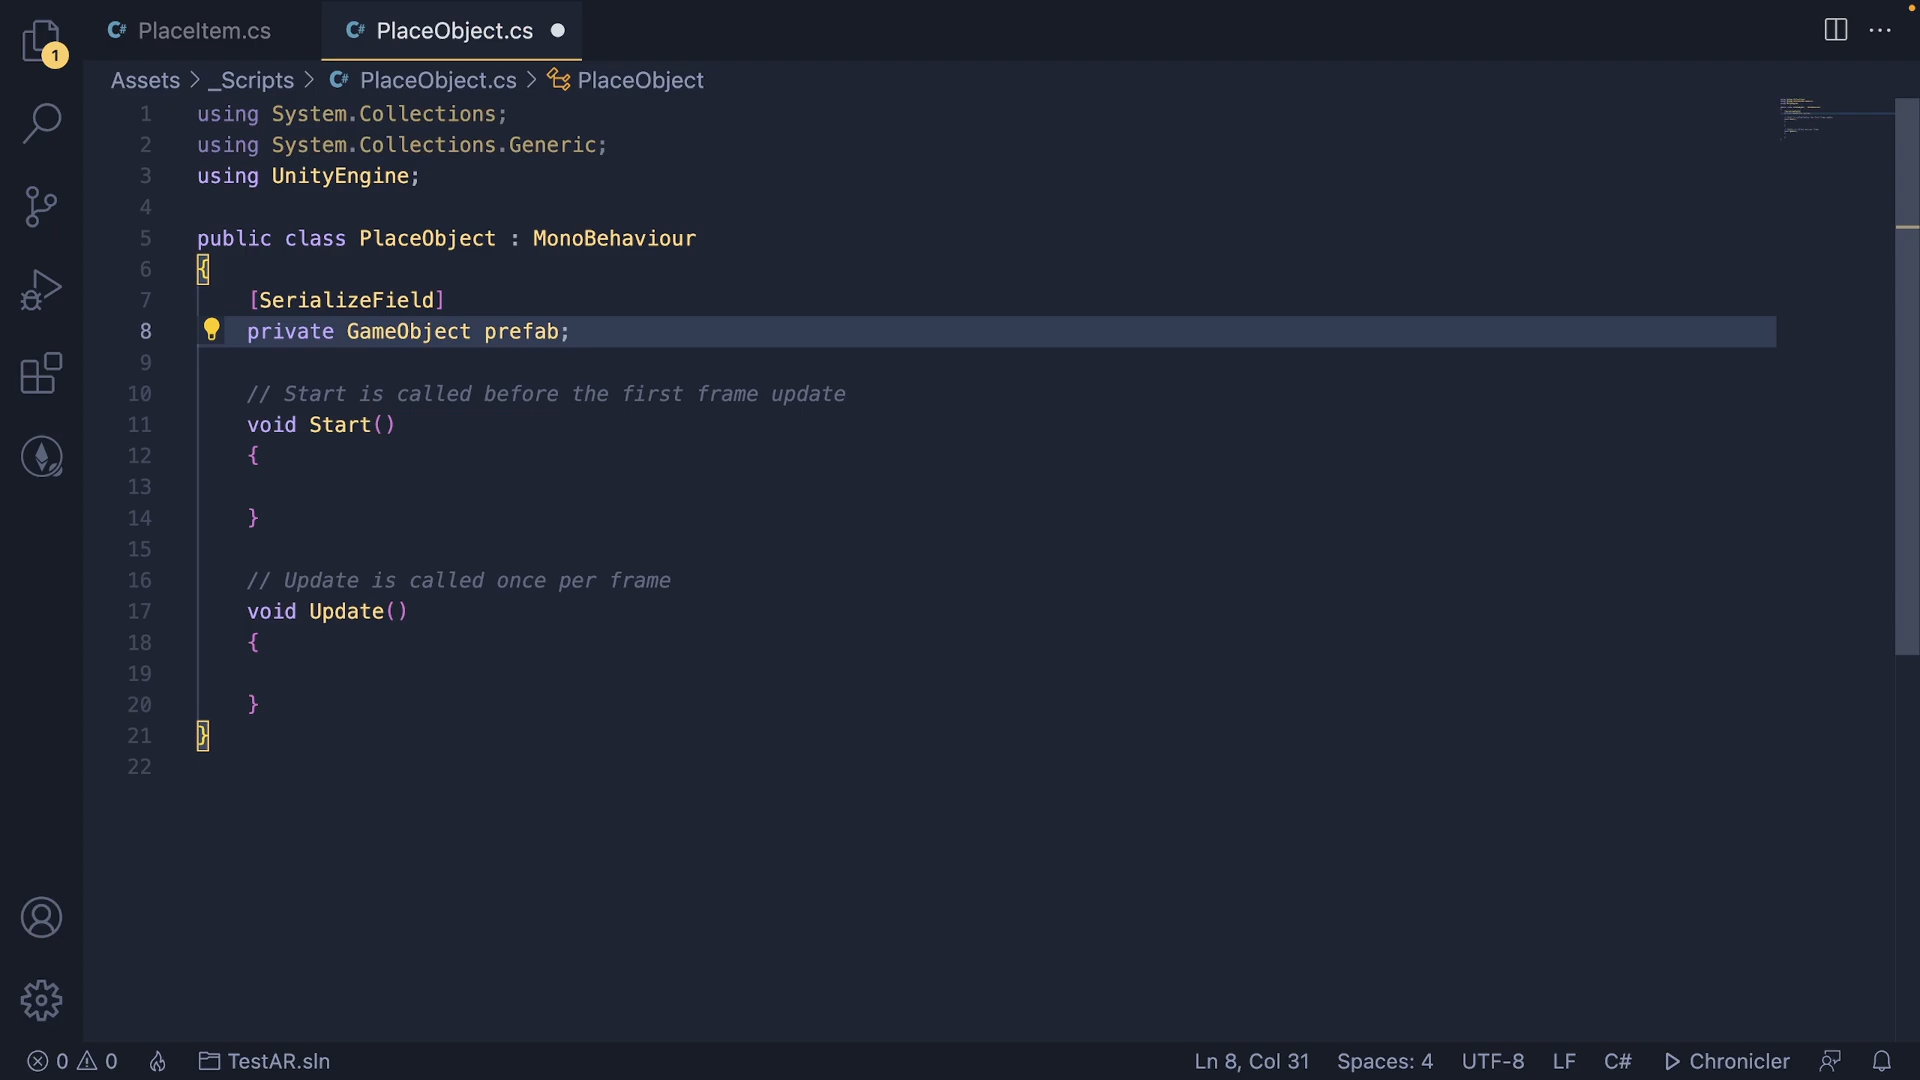 PlaceItem.cs
PlaceObject.cs
1
Assets > _Scripts > PlaceObject.cs > PlaceObject
1 using System.Collections;
2 using System.Collections.Generic;
3 using UnityEngine;
4
5 public class PlaceObject : MonoBehaviour
6 {
7 [SerializeField]
8 private GameObject prefab;
9
10 // Start is called before the first frame update
11 void Start()
12 {
13
14 }
15
16 // Update is called once per frame
17 void Update()
18 {
19
20 }
21 }
22
0 0 TestAR.sln Ln 8, Col 31 Spaces: 4 UTF-8 LF C# Chronicler